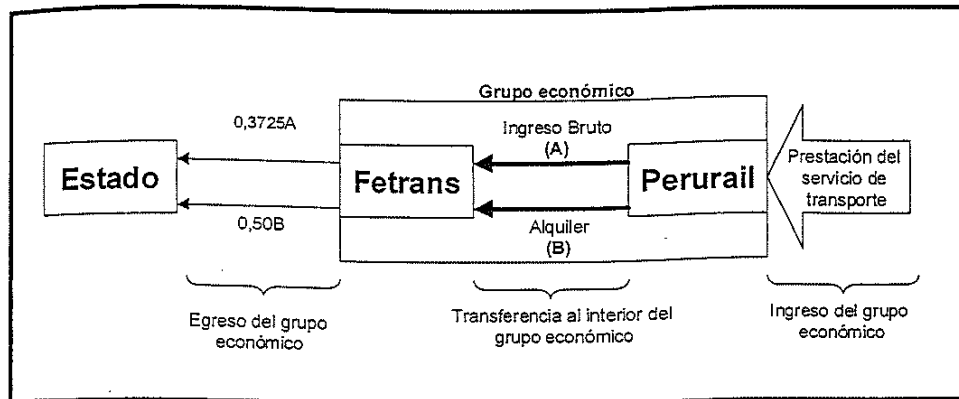 Grupo económico
0,3725A
Ingreso Bruto
(A)
Estado
Fetrans
Perurail
Prestación del
servicio de
transporte
0,50B
Alquiler
(B)
Egreso del grupo
económico
Transferencia al interior del
grupo económico
Ingreso del grupo
económico